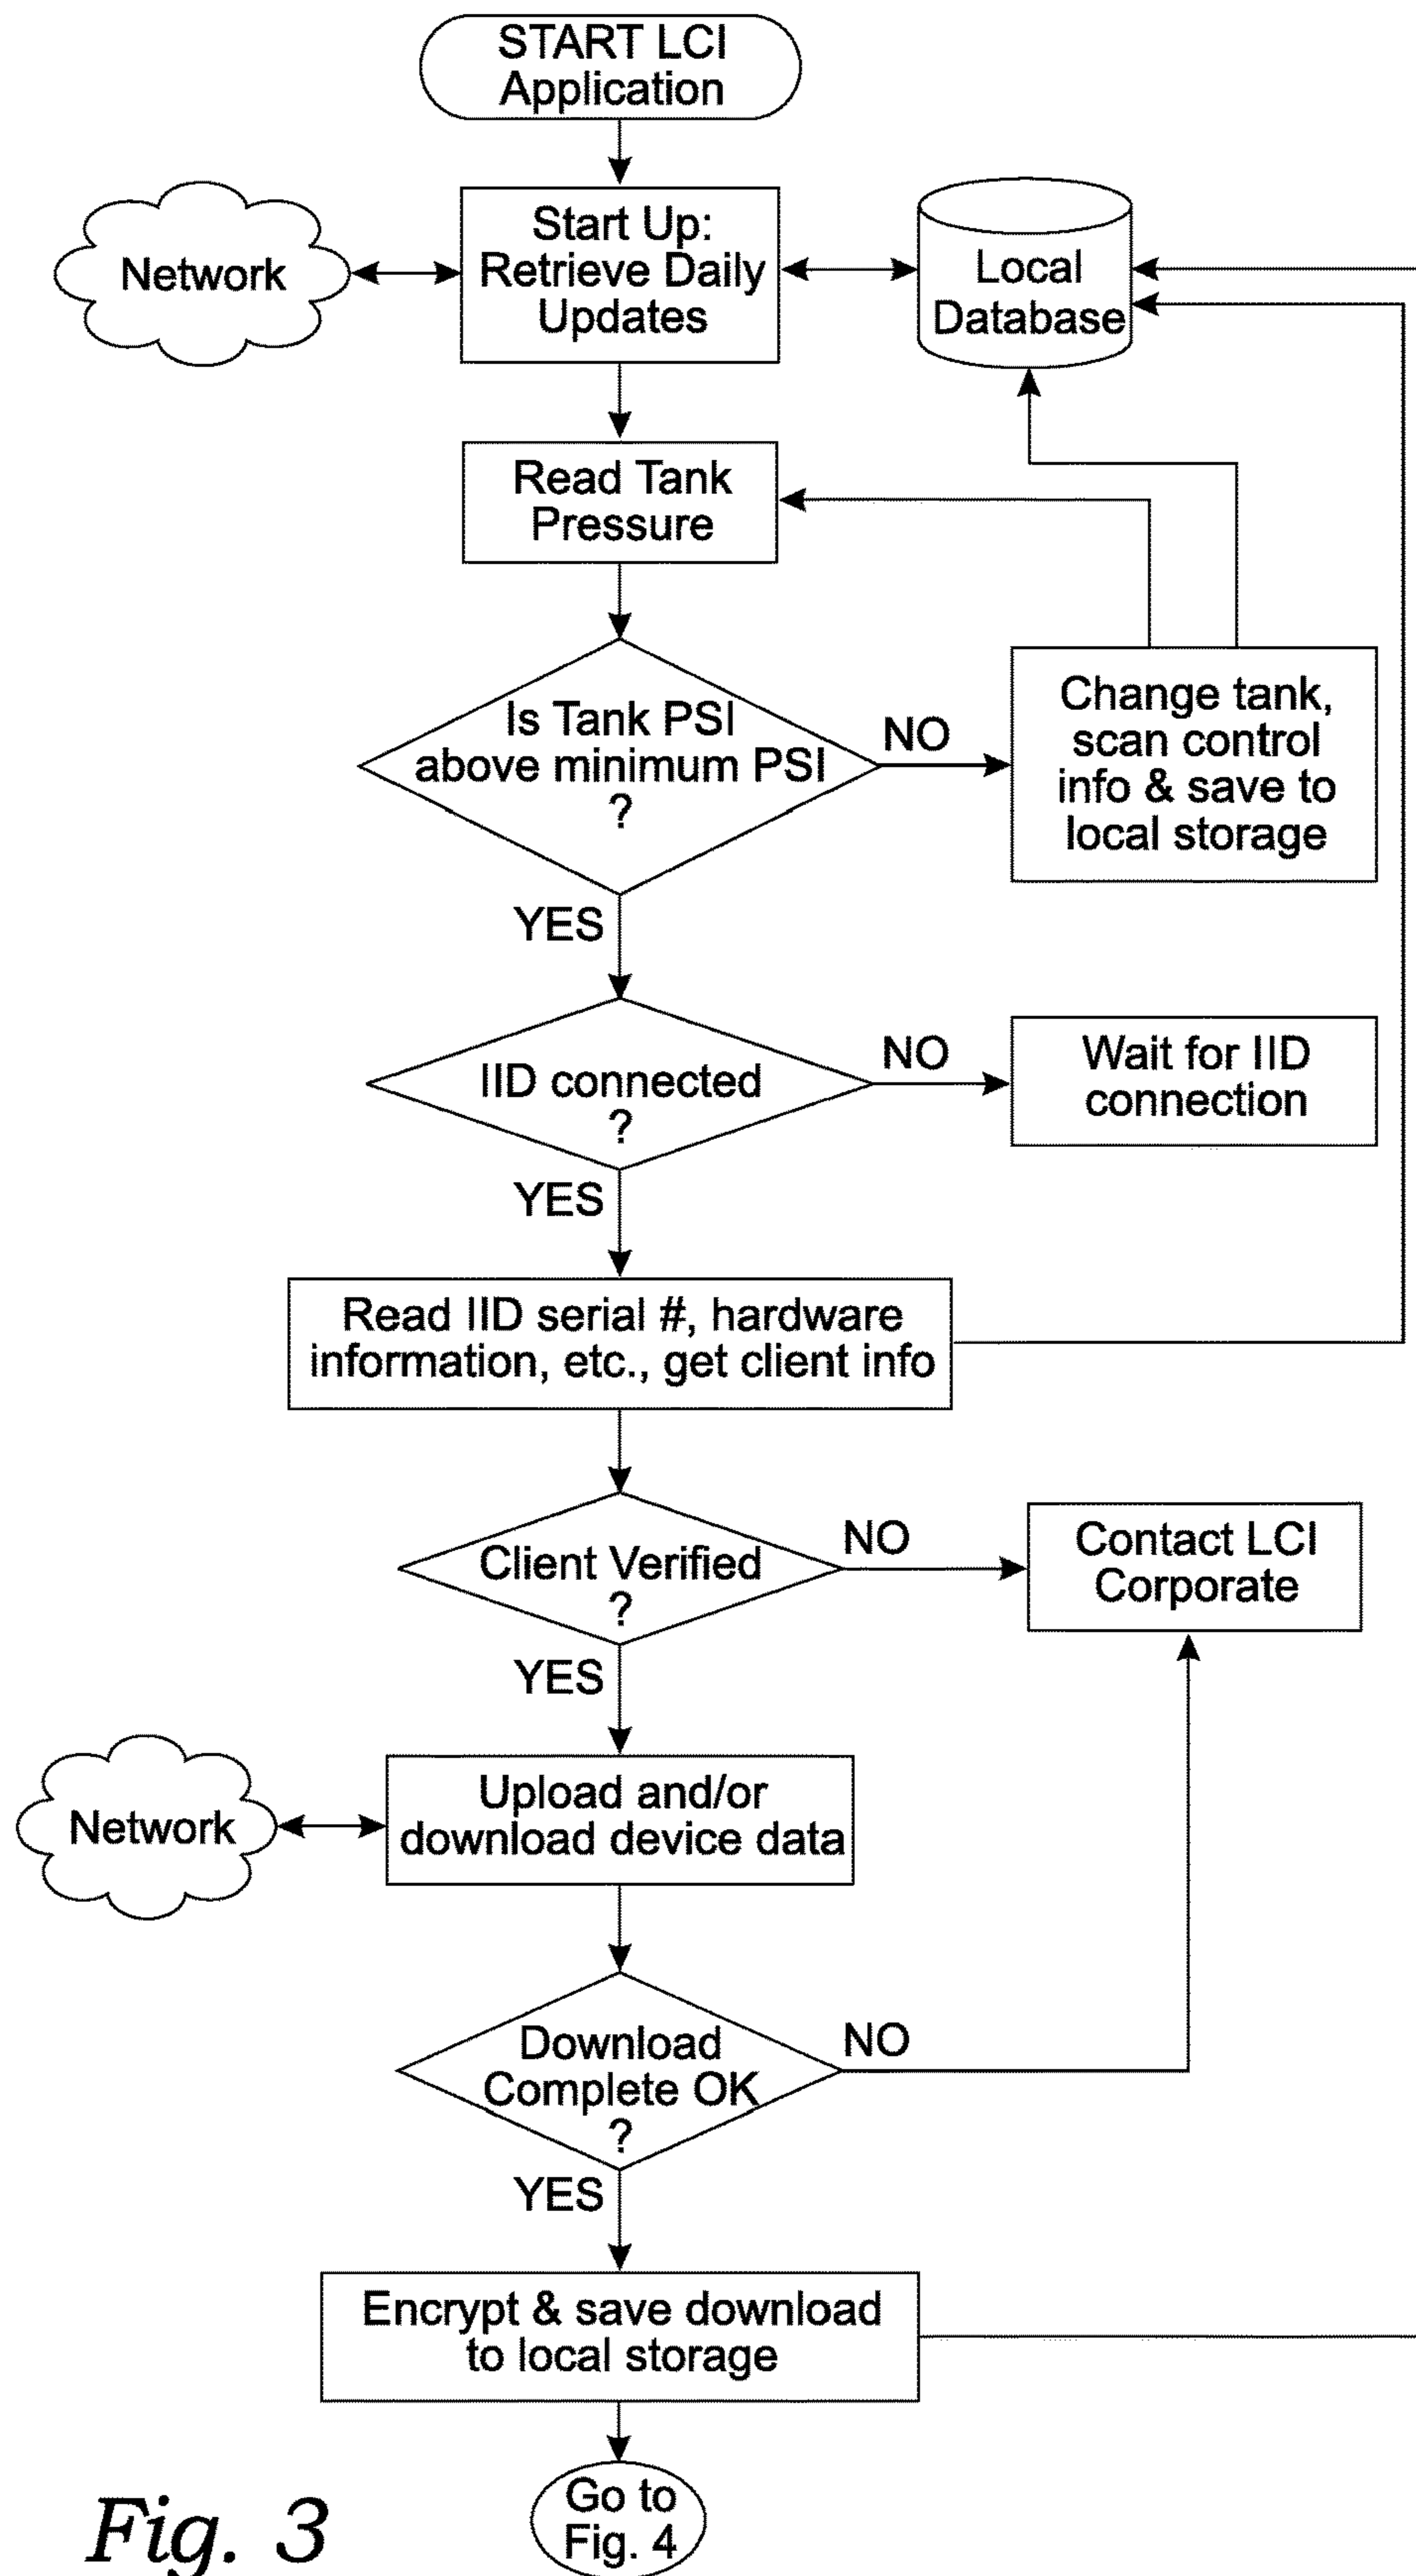 START LCI
Application
Network
Start Up:
Retrieve Daily
Updates
Local
Database
Read Tank
Pressure
Is Tank PSI
above minimum PSI
?
NO
Change tank,
scan control
info & save to
local storage
YES
IID connected
?
NO
Wait for IID
connection
YES
Read IID serial #, hardware
information, etc., get client info
Client Verified
?
NO
Contact LCI
Corporate
YES
Network
Upload and/or
download device data
Download
Complete OK
?
NO
YES
Encrypt & save download
to local storage
Go to
Fig. 4
Fig. 3